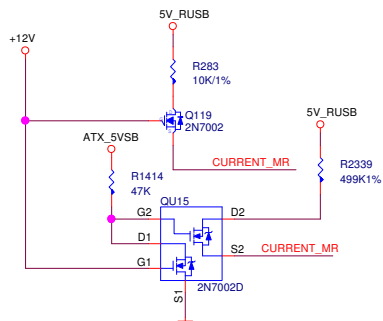 5V_RUSB
+12V
R283
10K/1%
Q119
2N7002
5V_RUSB
ATX_5VSB
CURRENT_MR
R2339
499K1%
R1414
47K
QU15
G2
D2
D1
S2
CURRENT_MR
G1
S1
2N7002D